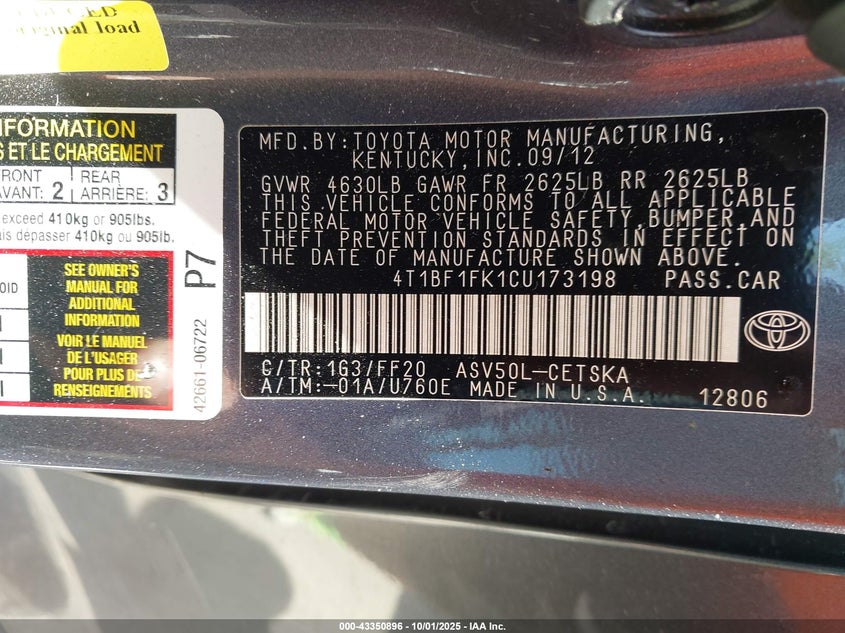 original load
NFORMATION
S ET LE CHARGEMENT
FRONT
AVANT: 2
REAR
ARRIÈRE: 3
exceed 410kg or 905lbs.
ais dépasser 410kg ou 905lb.
SEE OWNER'S
MANUAL FOR
ADDITIONAL
INFORMATION
VOIR LE MANUEL
DE L'USAGER
POUR PLUS DE
RENSEIGNEMENTS
P7
42661-06722
MFD.BY:TOYOTA MOTOR MANUFACTURING,
KENTUCKY,INC.09/12
GVWR 4630LB GAWR FR 2625LB RR 2625LB
THIS VEHICLE CONFORMS TO ALL APPLICABLE
FEDERAL MOTOR VEHICLE SAFETY,BUMPER,AND
THEFT PREVENTION STANDARDS IN EFFECT ON
THE DATE OF MANUFACTURE SHOWN ABOVE.
4T1BF1FK1CU173198 PASS.CAR
C/TR:1G3/FF20 ASV50L-CETSKA
A/TM:-01A/U760E MADE IN U.S.A. 12806
000-43350896 - 10/01/2025 - IAA Inc.